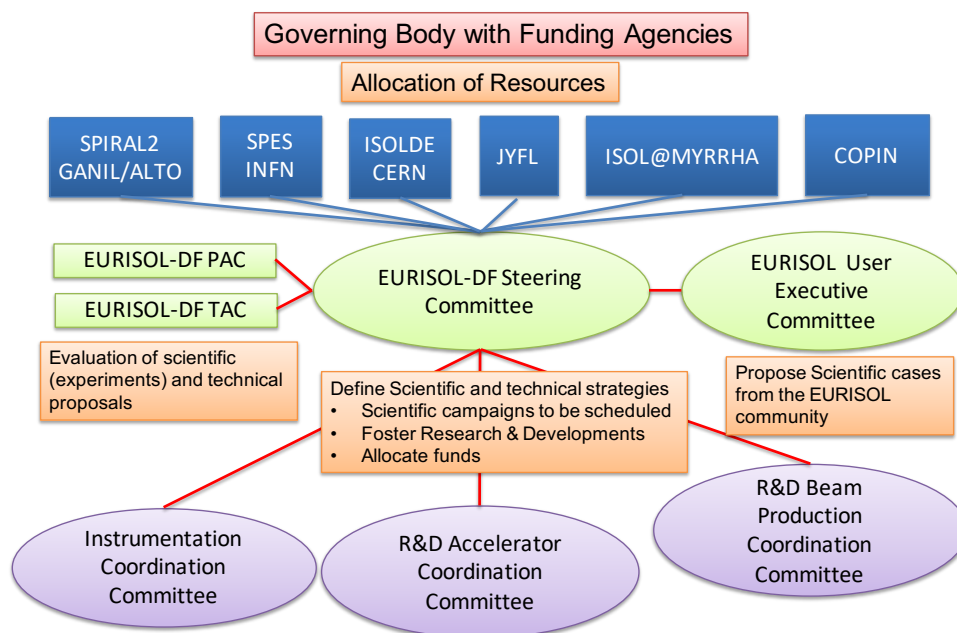 Governing Body with Funding Agencies
Allocation of Resources
SPIRAL2
GANIL/ALTO
SPES
INFN
ISOLDE
CERN
JYFL
ISOL@MYRRHA
COPIN
EURISOL-DF PAC
EURISOL-DF TAC
EURISOL-DF Steering
Committee
EURISOL User
Executive
Committee
Evaluation of scientific
(experiments) and technical
proposals
Define Scientific and technical strategies
• Scientific campaigns to be scheduled
• Foster Research & Developments
• Allocate funds
Propose Scientific cases
from the EURISOL
community
Instrumentation
Coordination
Committee
R&D Accelerator
Coordination
Committee
R&D Beam
Production
Coordination
Committee